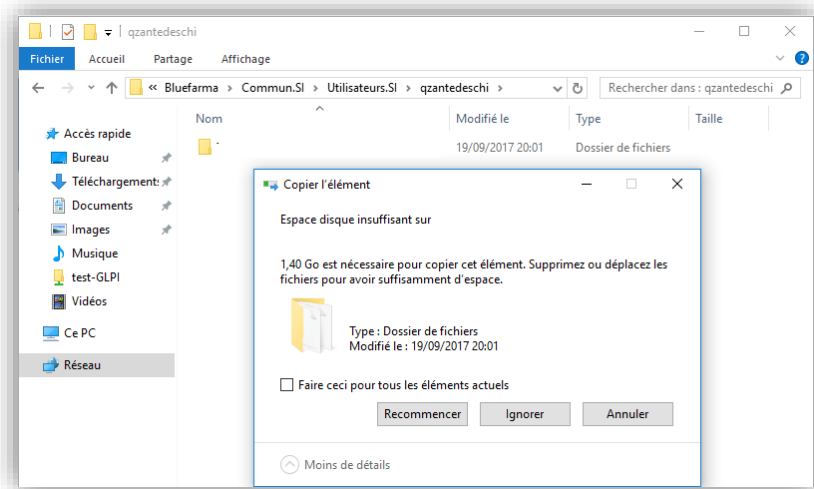 qzantedeschi
Fichier Accueil Partage Affichage
« Bluefarma > Commun.SI > Utilisateurs.SI > qzantedeschi > Rechercher dans : qzantedeschi
Nom Modifié le Type Taille
. 19/09/2017 20:01 Dossier de fichiers
Accès rapide
Bureau
Téléchargement:
Documents
Images
Musique
test-GLPI
Vidéos
Ce PC
Réseau
Copier l'élément
Espace disque insuffisant sur
1,40 Go est nécessaire pour copier cet élément. Supprimez ou déplacez les
fichiers pour avoir suffisamment d'espace.
Type : Dossier de fichiers
Modifié le : 19/09/2017 20:01
Faire ceci pour tous les éléments actuels
Recommencer Ignorer Annuler
Moins de détails